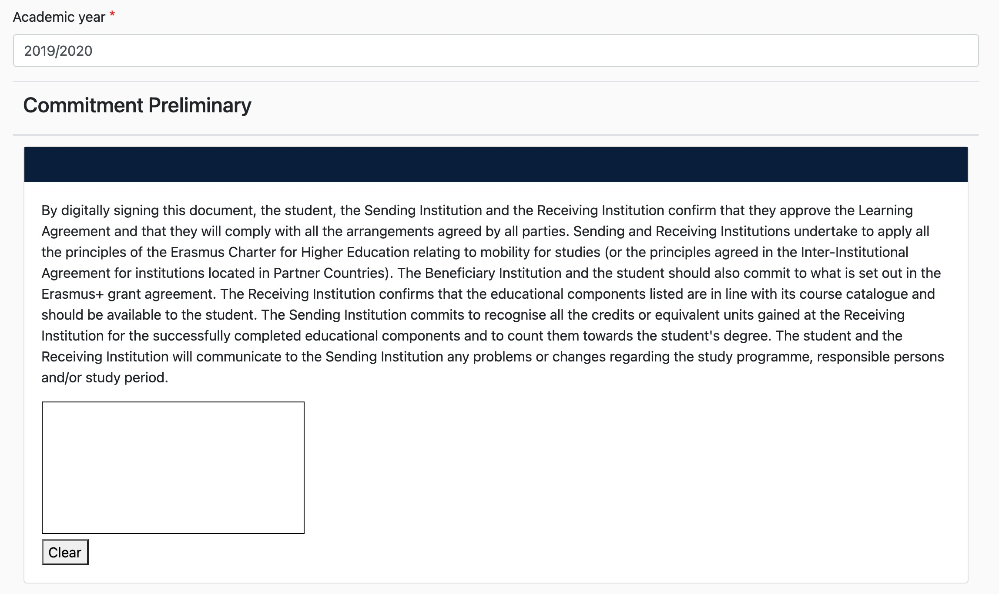 Academic year *
2019/2020
Commitment Preliminary
By digitally signing this document, the student, the Sending Institution and the Receiving Institution confirm that they approve the Learning
Agreement and that they will comply with all the arrangements agreed by all parties. Sending and Receiving Institutions undertake to apply all
the principles of the Erasmus Charter for Higher Education relating to mobility for studies (or the principles agreed in the Inter-Institutional
Agreement for institutions located in Partner Countries). The Beneficiary Institution and the student should also commit to what is set out in the
Erasmus+ grant agreement. The Receiving Institution confirms that the educational components listed are in line with its course catalogue and
should be available to the student. The Sending Institution commits to recognise all the credits or equivalent units gained at the Receiving
Institution for the successfully completed educational components and to count them towards the student's degree. The student and the
Receiving Institution will communicate to the Sending Institution any problems or changes regarding the study programme, responsible persons
and/or study period.
Clear